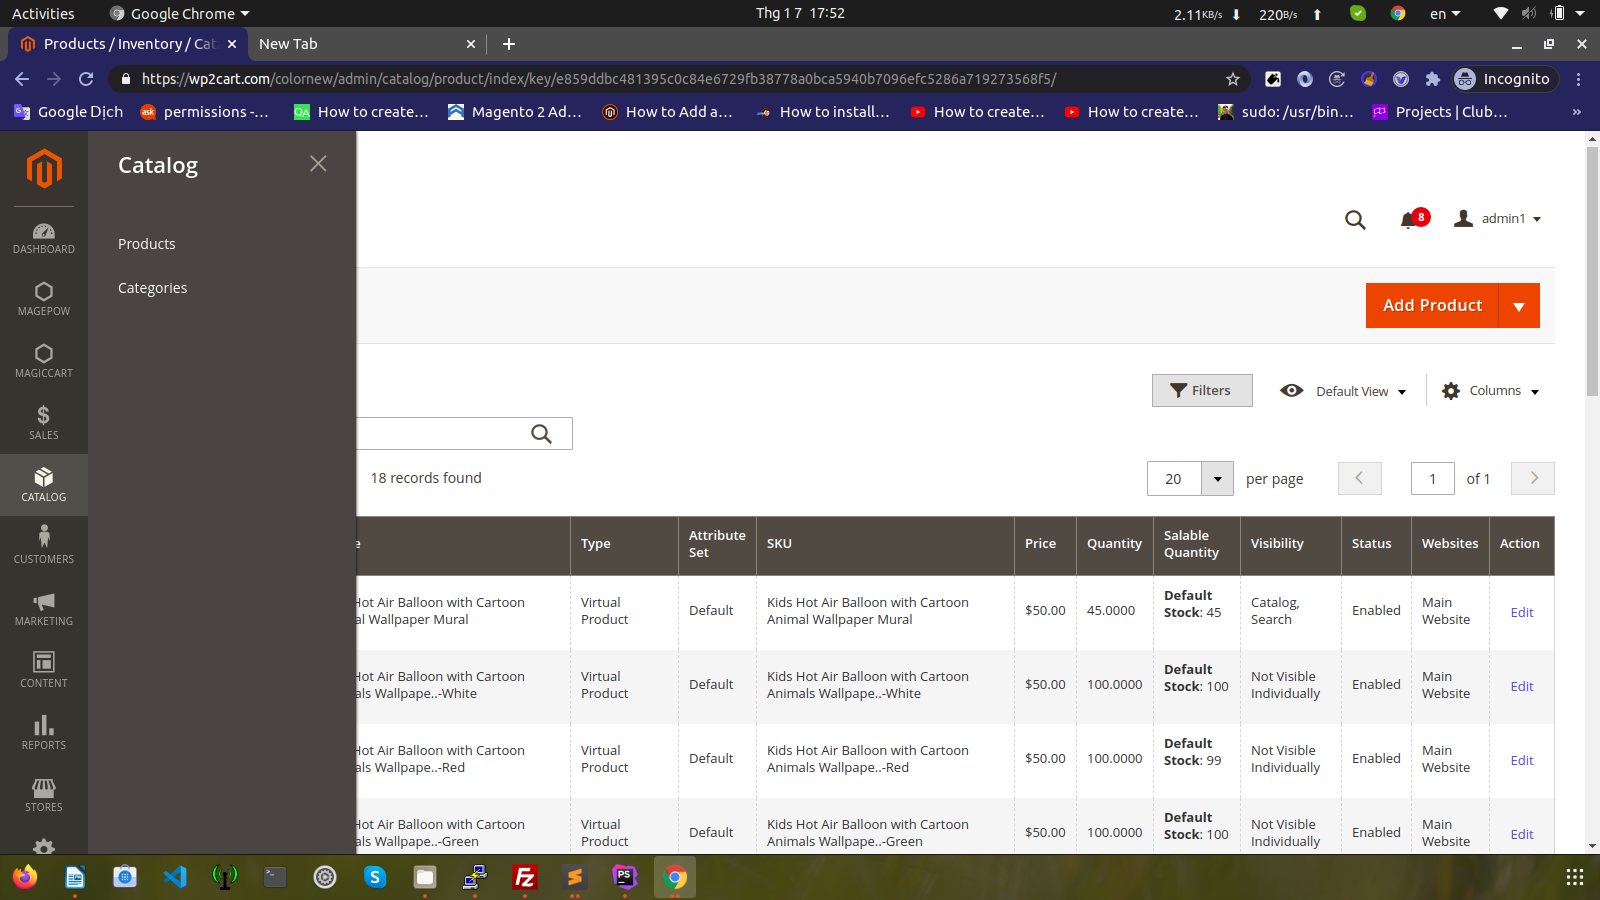 Activities
Google Chrome
Thg 1 7 17:52
2.11KB/s
220B/s
en
Products / Inventory / Cat
New Tab
https://wp2cart.com/colornew/admin/catalog/product/index/key/e859ddbc481395c0c84e6729fb38778a0bca5940b7096efc5286a719273568f5/
Incognito
Google Dịch
permissions -...
How to create...
Magento 2 Ad...
How to Add a...
How to install...
How to create...
How to create...
sudo: /usr/bin...
Projects | Club...
»
Catalog
Products
Categories
DASHBOARD
MAGEPOW
MAGICCART
SALES
CATALOG
CUSTOMERS
MARKETING
CONTENT
REPORTS
STORES
8
admin1
Add Product
Filters
Default View
Columns
18 records found
20
per page
1
of 1
e
Type
Attribute
Set
SKU
Price
Quantity
Salable
Quantity
Visibility
Status
Websites
Action
Hot Air Balloon with Cartoon
al Wallpaper Mural
Virtual
Product
Default
Kids Hot Air Balloon with Cartoon
Animal Wallpaper Mural
$50.00
45.0000
Default
Stock: 45
Catalog,
Search
Enabled
Main
Website
Edit
Hot Air Balloon with Cartoon
als Wallpape..-White
Virtual
Product
Default
Kids Hot Air Balloon with Cartoon
Animals Wallpape..-White
$50.00
100.0000
Default
Stock: 100
Not Visible
Individually
Enabled
Main
Website
Edit
Hot Air Balloon with Cartoon
als Wallpape..-Red
Virtual
Product
Default
Kids Hot Air Balloon with Cartoon
Animals Wallpape..-Red
$50.00
100.0000
Default
Stock: 99
Not Visible
Individually
Enabled
Main
Website
Edit
Hot Air Balloon with Cartoon
als Wallpape..-Green
Virtual
Product
Default
Kids Hot Air Balloon with Cartoon
Animals Wallpape..-Green
$50.00
100.0000
Default
Stock: 100
Not Visible
Individually
Enabled
Main
Website
Edit